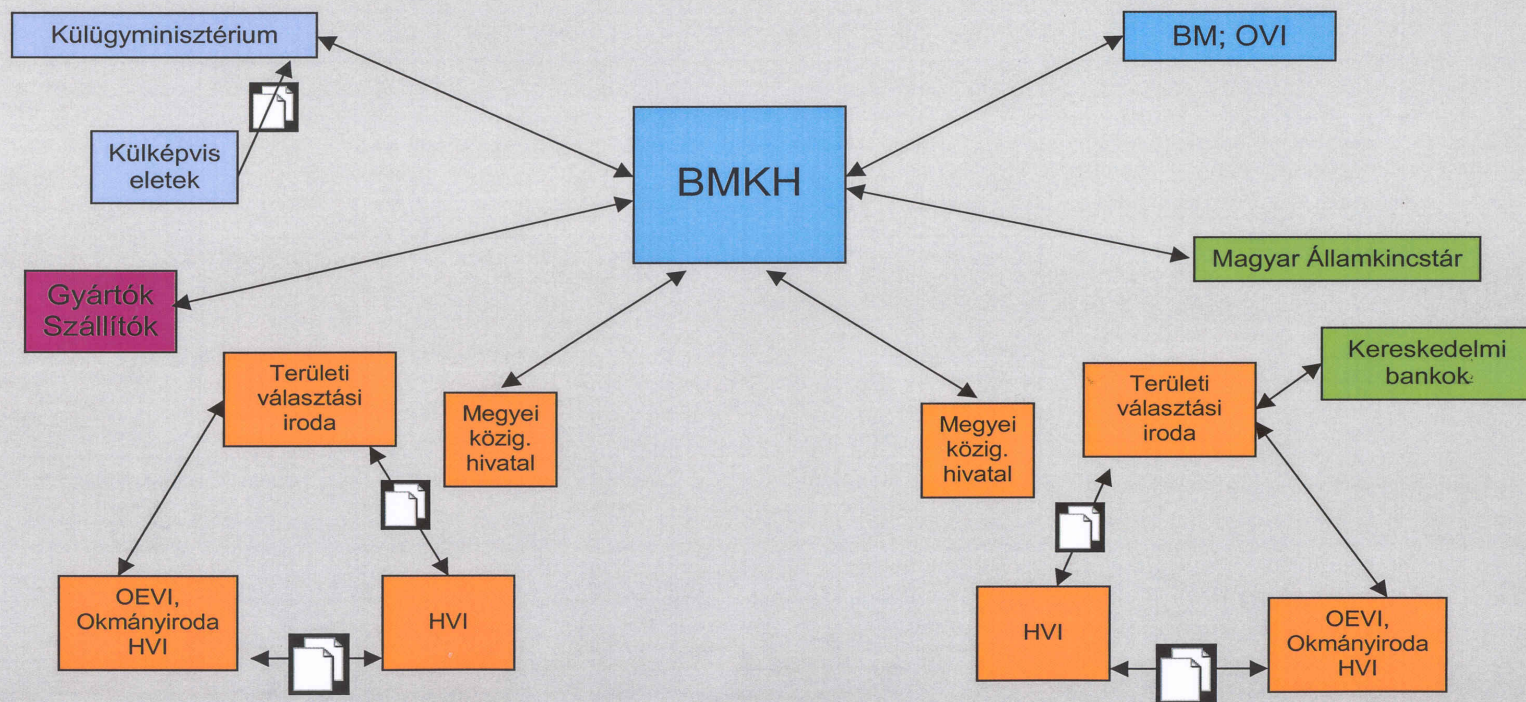 Külügyminisztérium
BM; OVI
Külképvis
eletek
BMKH
Magyar Államkincstár
Gyártók
Szállítók
Kereskedelmi
bankok
Területi
választási
iroda
Megyei
közig.
hivatal
Megyei
közig.
hivatal
Területi
választási
iroda
OEVI,
Okmányiroda
HVI
HVI
HVI
OEVI,
Okmányiroda
HVI